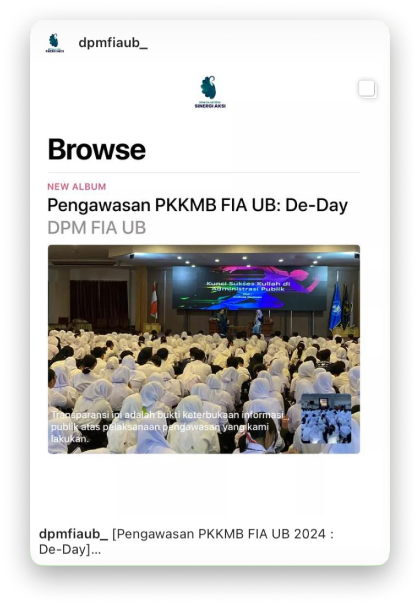 dpmfiaub_
SINERGI AKSI
Browse
NEW ALBUM
Pengawasan PKKMB FIA UB: De-Day
DPM FIA UB
Kunci Sukses Kuliah di
Administrasi Publik
Transparansi ini adalah bukti keterbukaan informasi
publik atas pelaksanaan pengawasan yang kami
lakukan.
dpmfiaub_ [Pengawasan PKKMB FIA UB 2024 :
De-Day]...